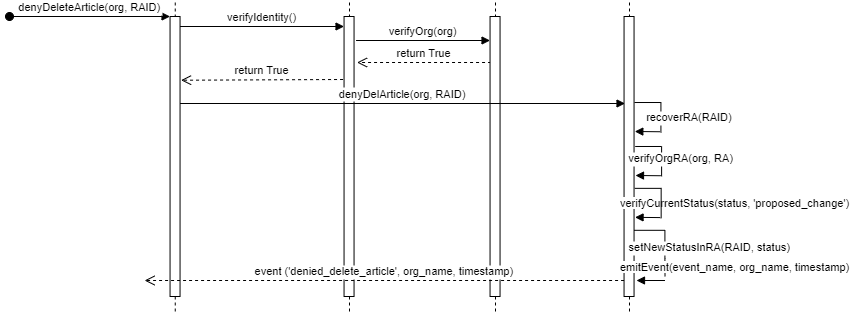 denyDeleteArticle(org, RAID)
verifyIdentity()
verifyOrg(org)
return True
return True
denyDelArticle(org, RAID)
recoverRA(RAID)
verifyOrgRA(org, RA)
verifyCurrentStatus(status, 'proposed_change')
setNewStatusInRA(RAID, status)
emitEvent(event_name, org_name, timestamp)
event ('denied_delete_article', org_name, timestamp)